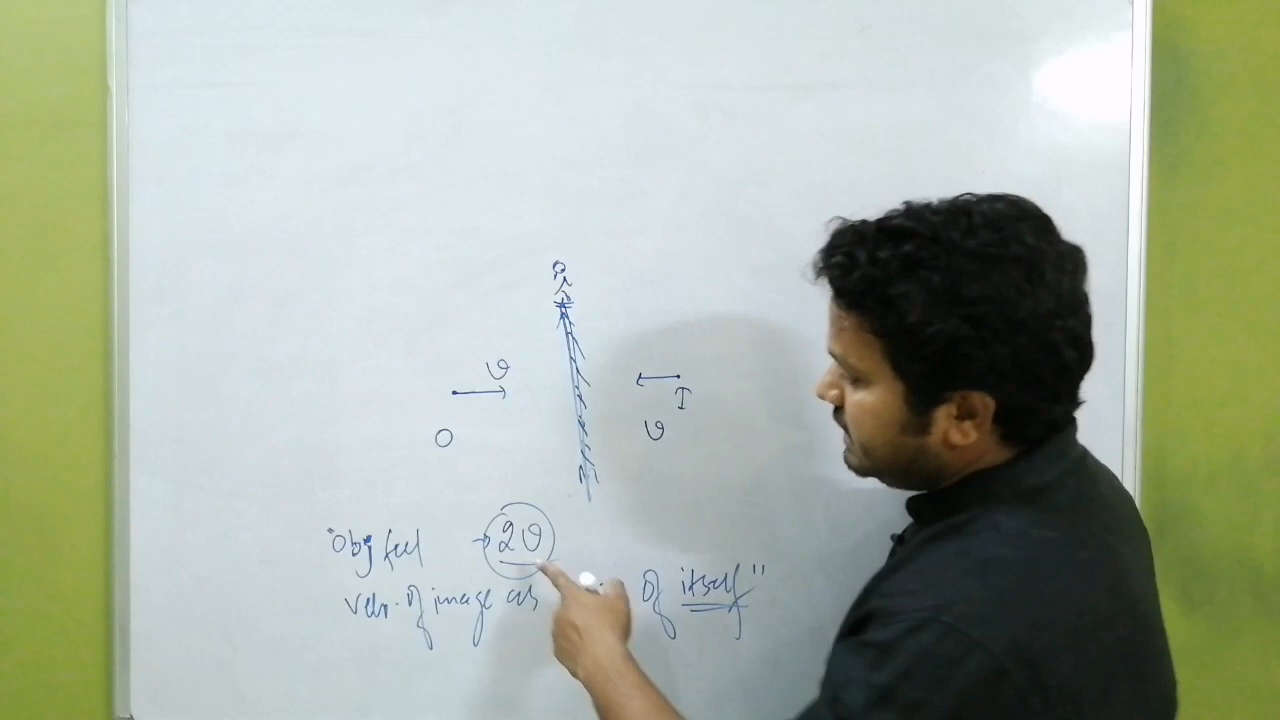 v
O
I
v
"Obj feel → 2v
velo. of image as of itself"